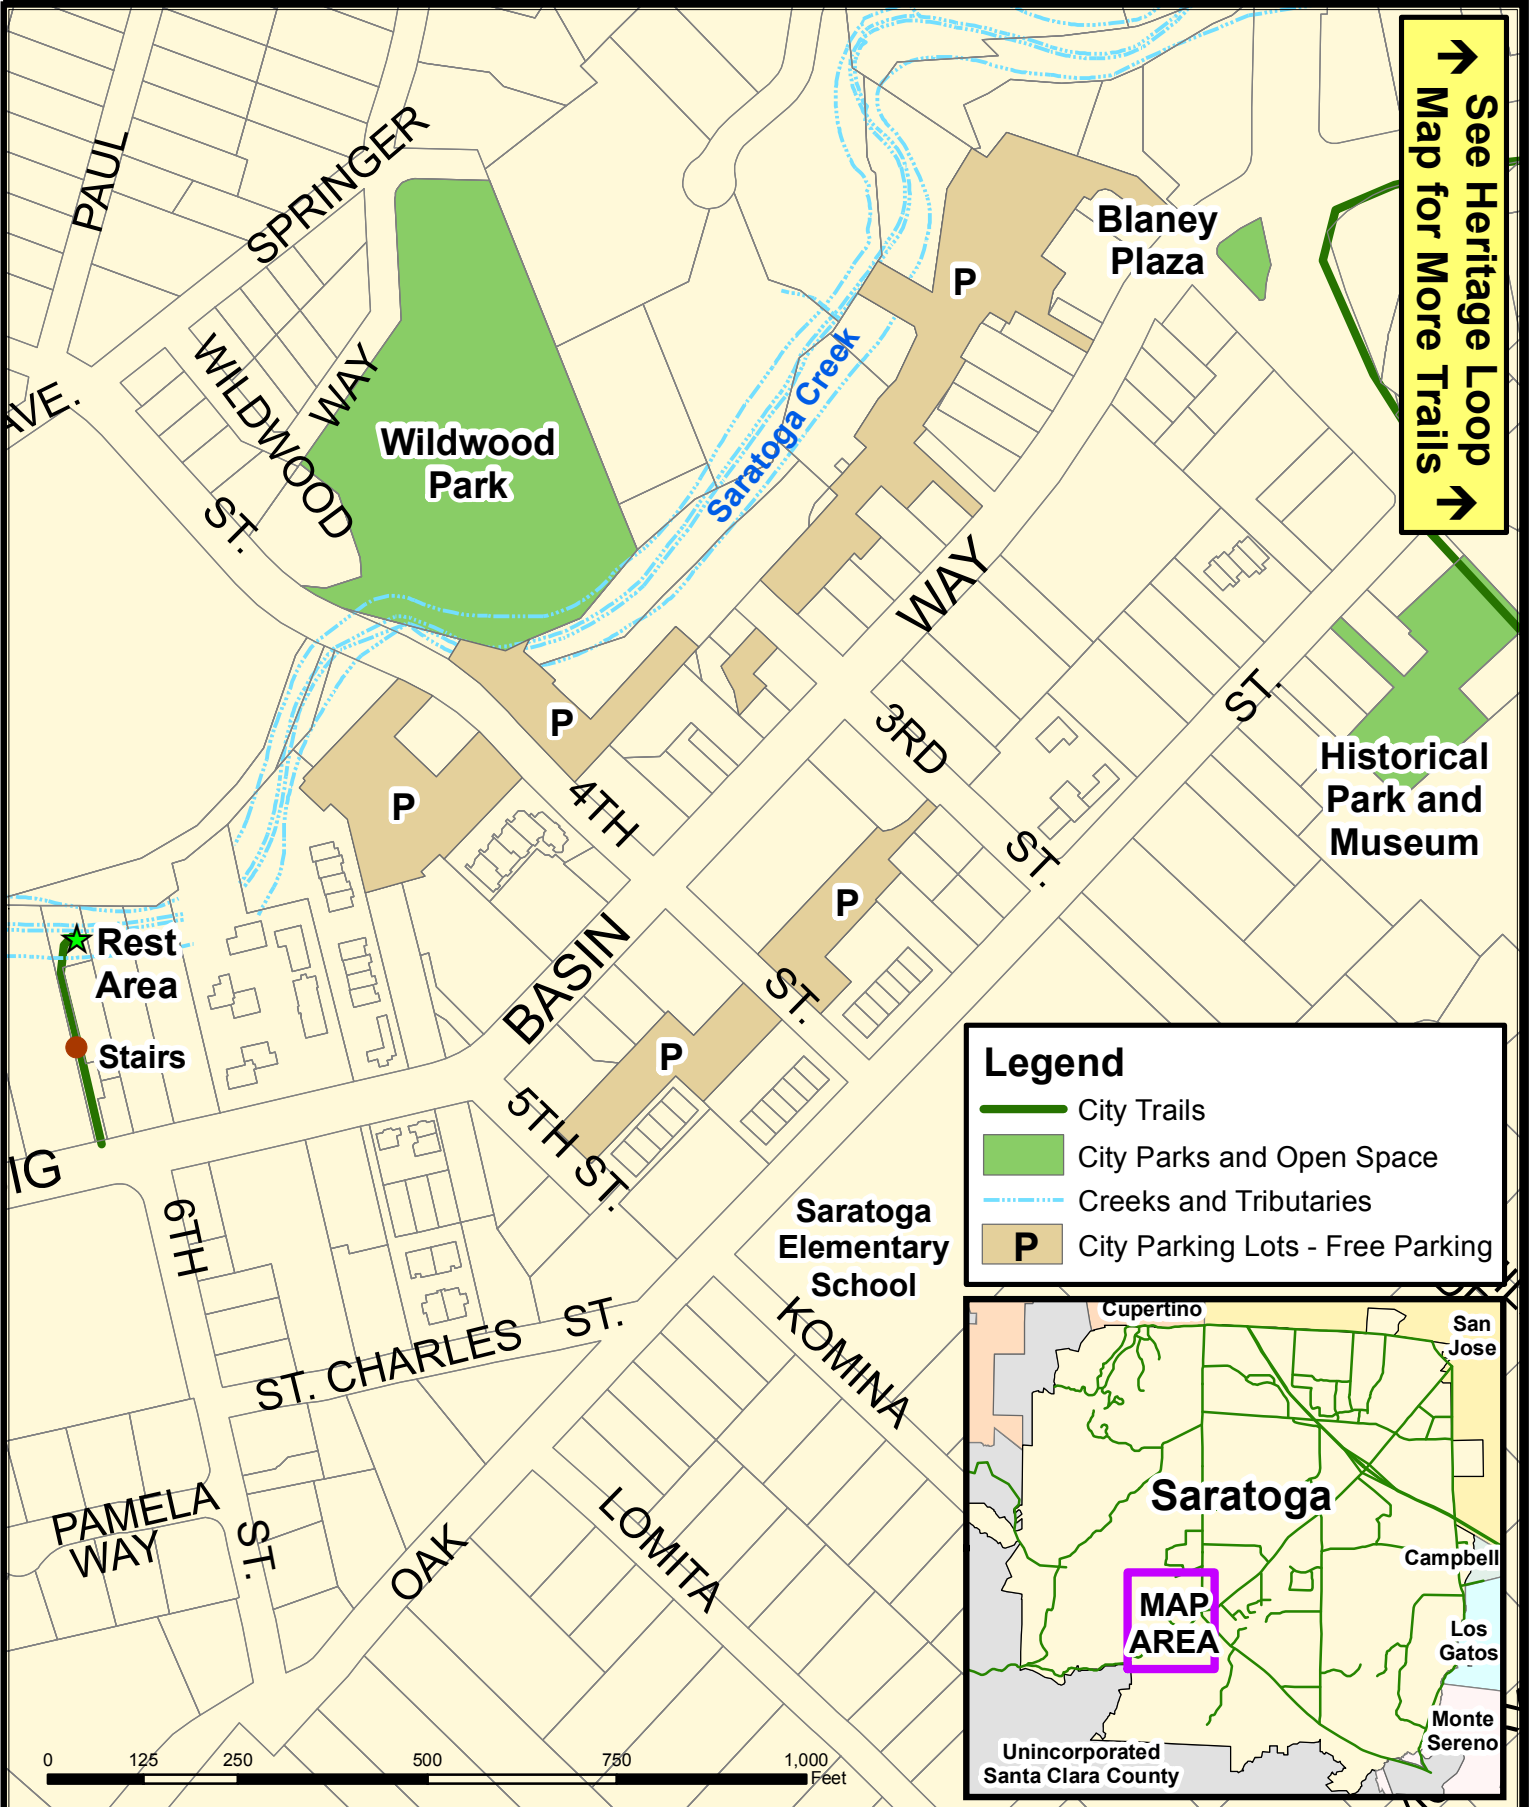 → See Heritage Loop
Map for More Trails →
PAUL
SPRINGER
AVE.
WILDWOOD
WAY
ST.
Wildwood
Park
Saratoga Creek
Blaney
Plaza
P
WAY
3RD
ST.
ST.
Historical
Park and
Museum
P
P
4TH
P
ST.
BASIN
P
5TH ST.
Rest
Area
Stairs
IG
6TH
ST.
Saratoga
Elementary
School
KOMINA
ST. CHARLES ST.
PAMELA
WAY
OAK
LOMITA
Legend
City Trails
City Parks and Open Space
Creeks and Tributaries
P City Parking Lots - Free Parking
Cupertino
San
Jose
Saratoga
Campbell
MAP
AREA
Los
Gatos
Monte
Sereno
Unincorporated
Santa Clara County
0 125 250 500 750 1,000
Feet